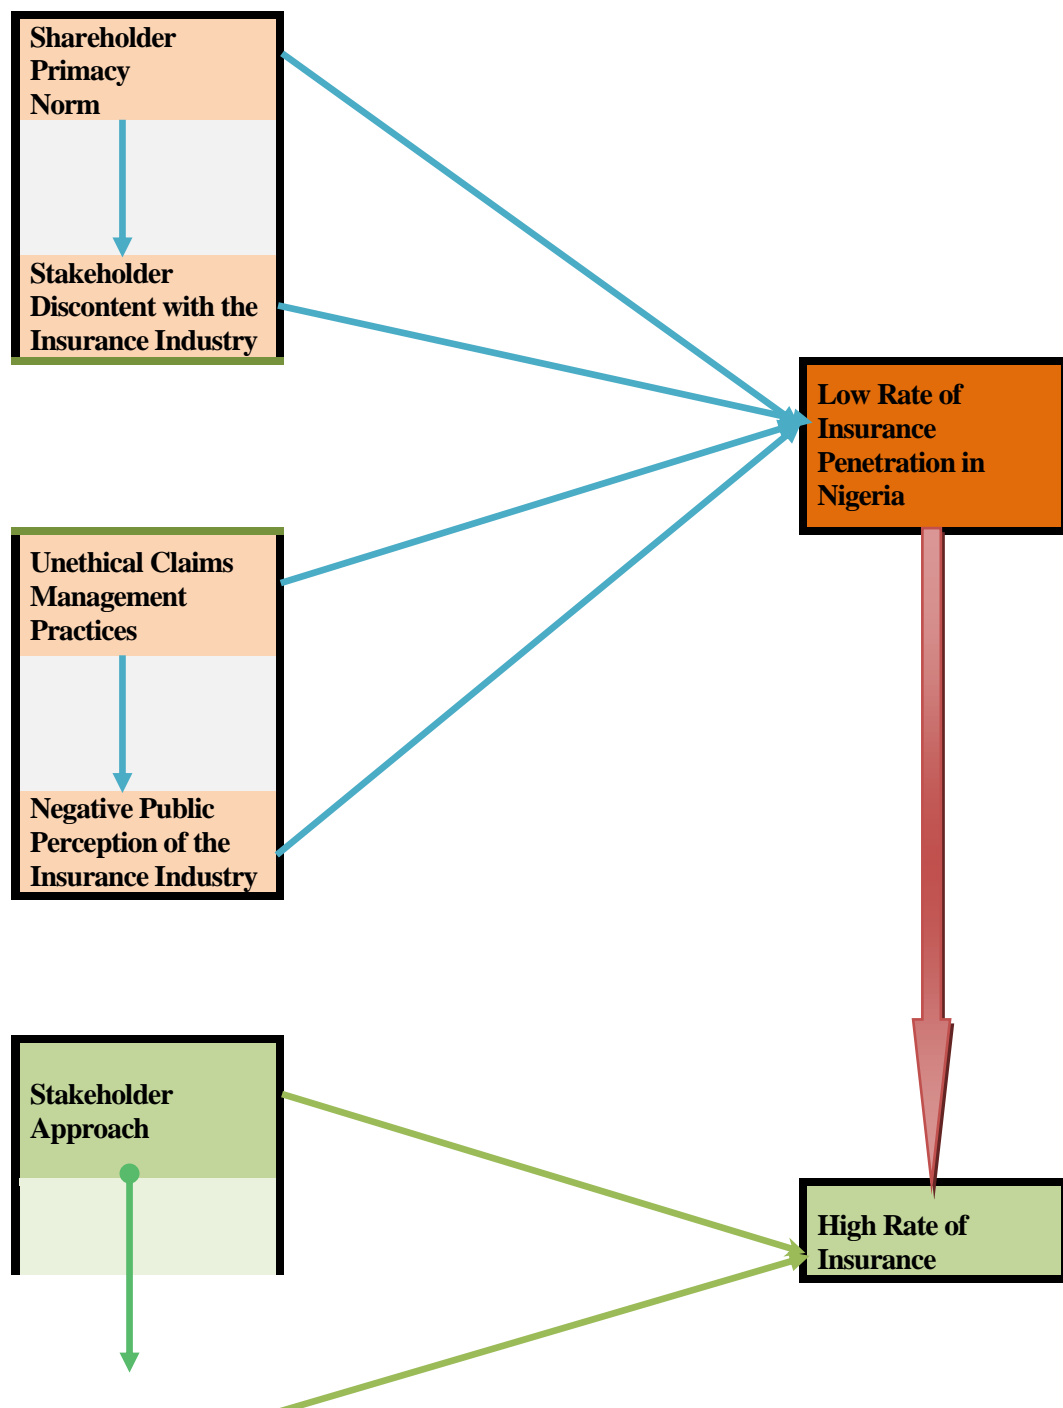 Shareholder
Primacy
Norm
Stakeholder
Discontent with the
Insurance Industry
Low Rate of
Insurance
Penetration in
Nigeria
Unethical Claims
Management
Practices
Negative Public
Perception of the
Insurance Industry
Stakeholder
Approach
High Rate of
Insurance